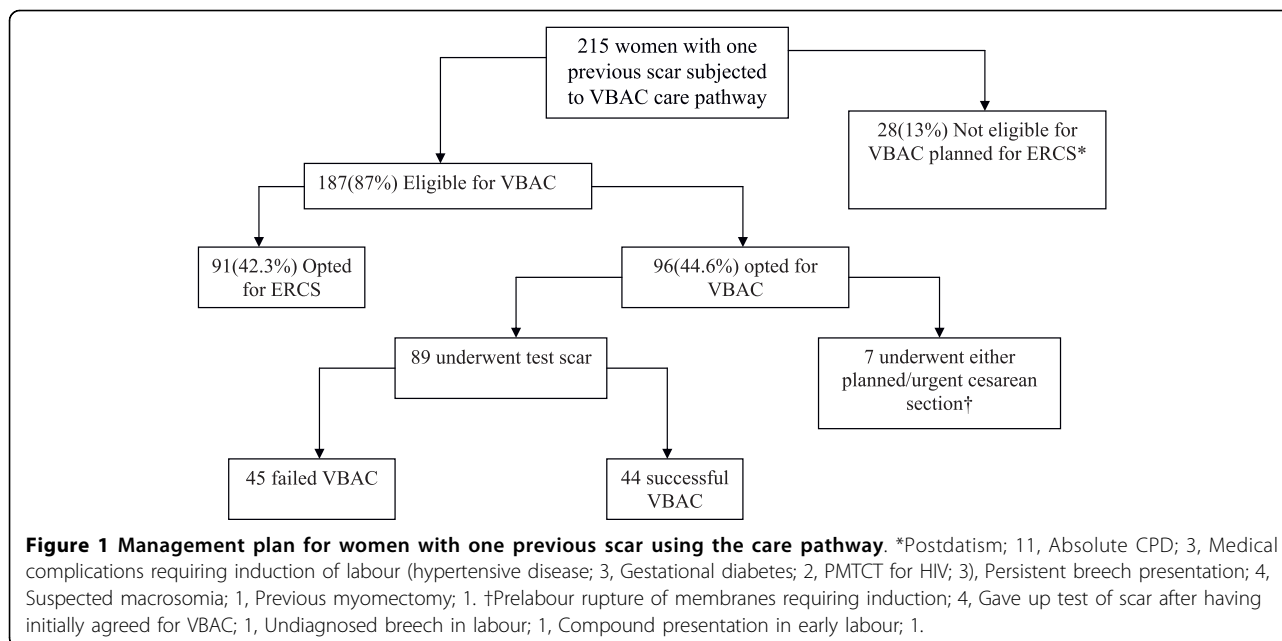 215 women with one
previous scar subjected
to VBAC care pathway
28(13%) Not eligible for
VBAC planned for ERCS*
187(87%) Eligible for VBAC
91(42.3%) Opted
for ERCS
96(44.6%) opted for
VBAC
89 underwent test scar
7 underwent either
planned/urgent cesarean
section†
45 failed VBAC
44 successful
VBAC
Figure 1 Management plan for women with one previous scar using the care pathway. *Postdatism; 11, Absolute CPD; 3, Medical
complications requiring induction of labour (hypertensive disease; 3, Gestational diabetes; 2, PMTCT for HIV; 3), Persistent breech presentation; 4,
Suspected macrosomia; 1, Previous myomectomy; 1. †Prelabour rupture of membranes requiring induction; 4, Gave up test of scar after having
initially agreed for VBAC; 1, Undiagnosed breech in labour; 1, Compound presentation in early labour; 1.